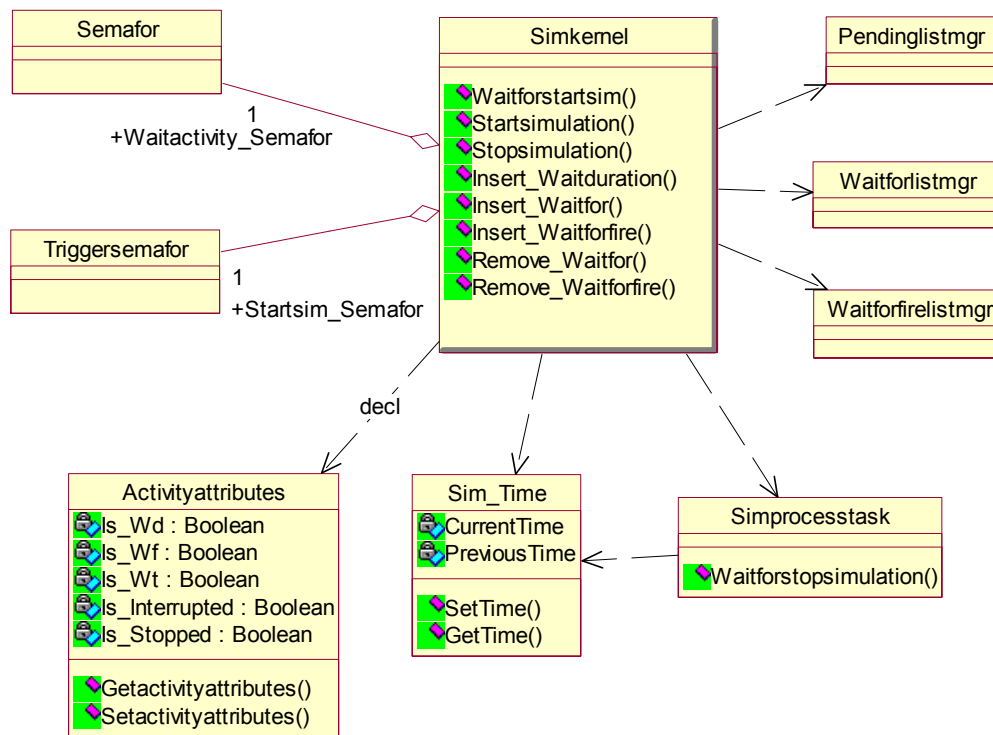 Semafor
1
+Waitactivity_Semafor
Triggersemafor
1
+Startsim_Semafor
Simkernel
Waitforstartsim()
Startsimulation()
Stopsimulation()
Insert_Waitduration()
Insert_Waitfor()
Insert_Waitforfire()
Remove_Waitfor()
Remove_Waitforfire()
Pendinglistmgr
Waitforlistmgr
Waitforfirelistmgr
decl
Activityattributes
Is_Wd : Boolean
Is_Wf : Boolean
Is_Wt : Boolean
Is_Interrupted : Boolean
Is_Stopped : Boolean
Getactivityattributes()
Setactivityattributes()
Sim_Time
CurrentTime
PreviousTime
SetTime()
GetTime()
Simprocesstask
Waitforstopsimulation()